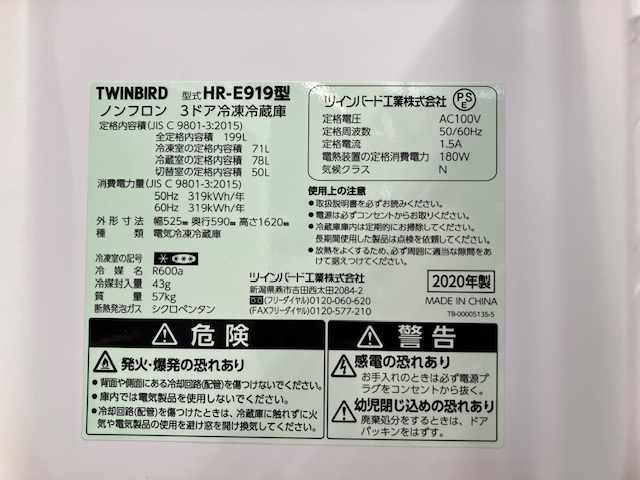 TWINBIRD 型式 HR-E919型
ノンフロン 3ドア冷凍冷蔵庫
定格内容積(JIS C 9801-3:2015)
全定格内容積 199L
冷凍室の定格内容積 71L
冷蔵室の定格内容積 78L
切替室の定格内容積 50L
消費電力量(JIS C 9801-3:2015)
50Hz 319kWh/年
60Hz 319kWh/年
外形寸法 幅525㎜ 奥行590㎜ 高さ1620㎜
種類 電気冷凍冷蔵庫
冷凍室の記号
冷媒 R600a
冷媒封入量 43g
質量 57kg
断熱発泡ガス シクロペンタン
ツインバード工業株式会社
PSE
定格電圧 AC100V
定格周波数 50/60Hz
定格電流 1.5A
電熱装置の定格消費電力 180W
気候クラス N
使用上の注意
●取扱説明書を必ずお読みください。
●電源は必ずコンセントからお取りください。
●冷蔵庫庫内は定期的にお掃除してください。
長期間使用した製品は点検を依頼してください。
●放熱をよくするため、必ず周囲に適当な隙間をあ
けて据えつけてください。
ツインバード工業株式会社
新潟県燕市吉田西太田2084-2
(フリーダイヤル)0120-060-620
(FAXフリーダイヤル)0120-577-210
2020年製
MADE IN CHINA
TB-00005135-5
危険
発火・爆発の恐れあり
●背面や側面にある冷却回路(配管)を傷つけないでください。
●庫内では電気製品を使用しないでください。
●冷却回路(配管)を傷つけたときは、冷蔵庫に触れずに火
気や電気製品の使用を避け窓を開け換気してください。
警告
感電の恐れあり
お手入れのときは必ず電源プ
ラグをコンセントから抜く。
幼児閉じ込めの恐れあり
廃棄処分をするときは、ドア
パッキンをはずす。